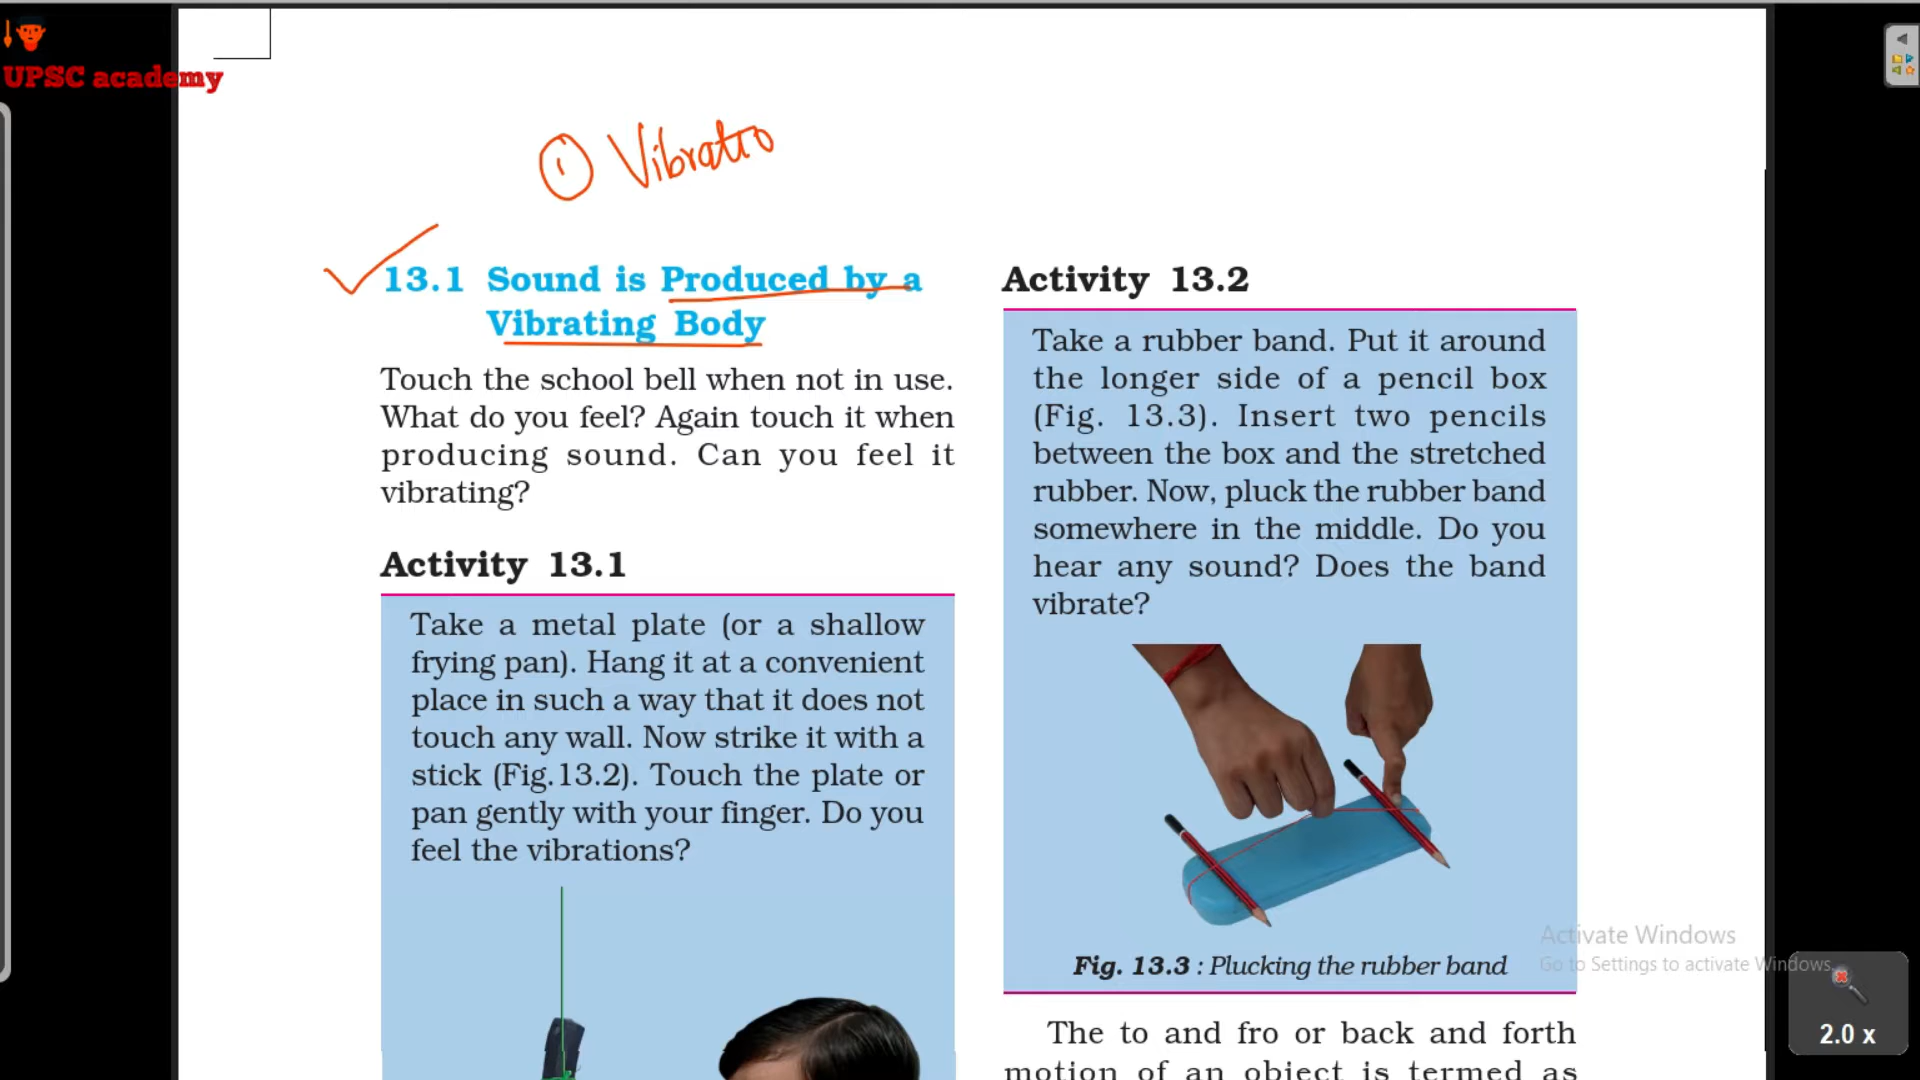 UPSC academy
① Vibratio
13.1 Sound is Produced by a
Vibrating Body
Touch the school bell when not in use.
What do you feel? Again touch it when
producing sound. Can you feel it
vibrating?
Activity 13.1
Take a metal plate (or a shallow
frying pan). Hang it at a convenient
place in such a way that it does not
touch any wall. Now strike it with a
stick (Fig.13.2). Touch the plate or
pan gently with your finger. Do you
feel the vibrations?
Activity 13.2
Take a rubber band. Put it around
the longer side of a pencil box
(Fig. 13.3). Insert two pencils
between the box and the stretched
rubber. Now, pluck the rubber band
somewhere in the middle. Do you
hear any sound? Does the band
vibrate?
Fig. 13.3 : Plucking the rubber band
The to and fro or back and forth
motion of an object is termed as
Activate Windows
Go to Settings to activate Windows.
2.0 x